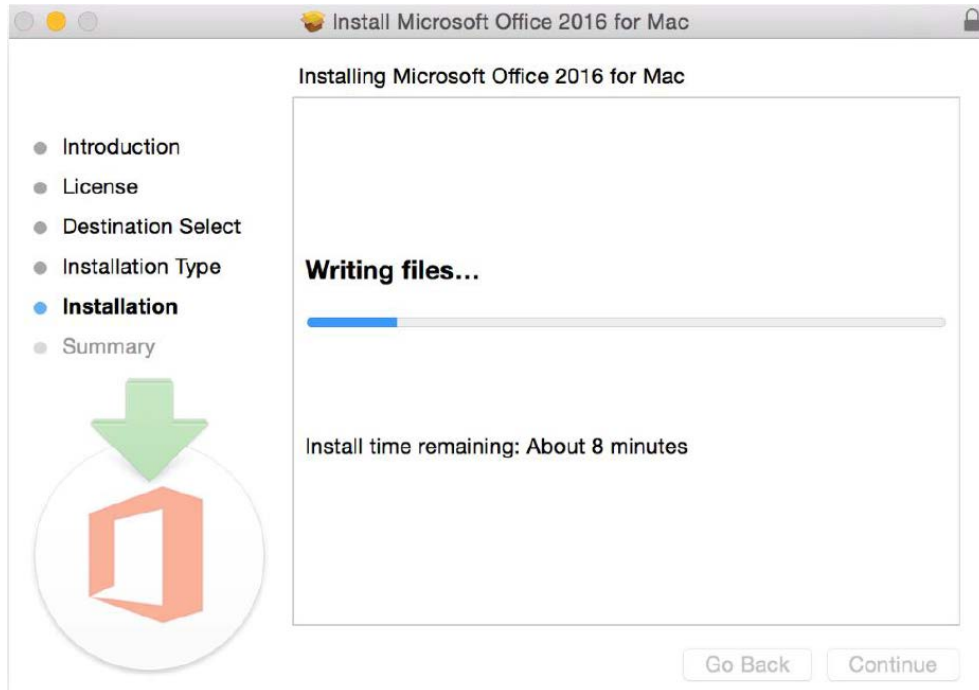 Install Microsoft Office 2016 for Mac
Installing Microsoft Office 2016 for Mac
Introduction
License
Destination Select
Installation Type
Installation
Summary
Writing files...
Install time remaining: About 8 minutes
Go Back
Continue